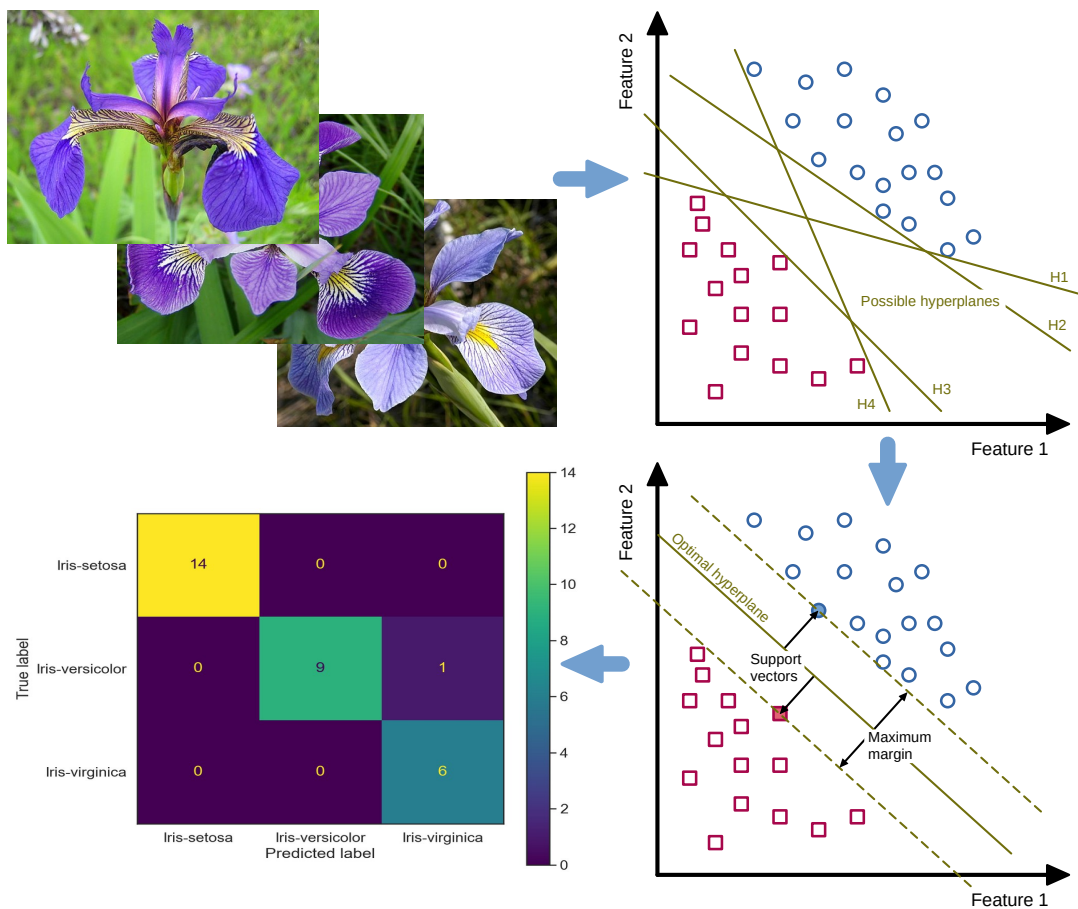 Feature 2
H1
Possible hyperplanes
H2
H3
H4
Feature 1
14
0
0
0
9
1
0
0
6
Iris-setosa
Iris-versicolor
Iris-virginica
True label
Iris-setosa
Iris-versicolor
Iris-virginica
Predicted label
14
12
10
8
6
4
2
0
Feature 2
Optimal hyperplane
Support
vectors
Maximum
margin
Feature 1